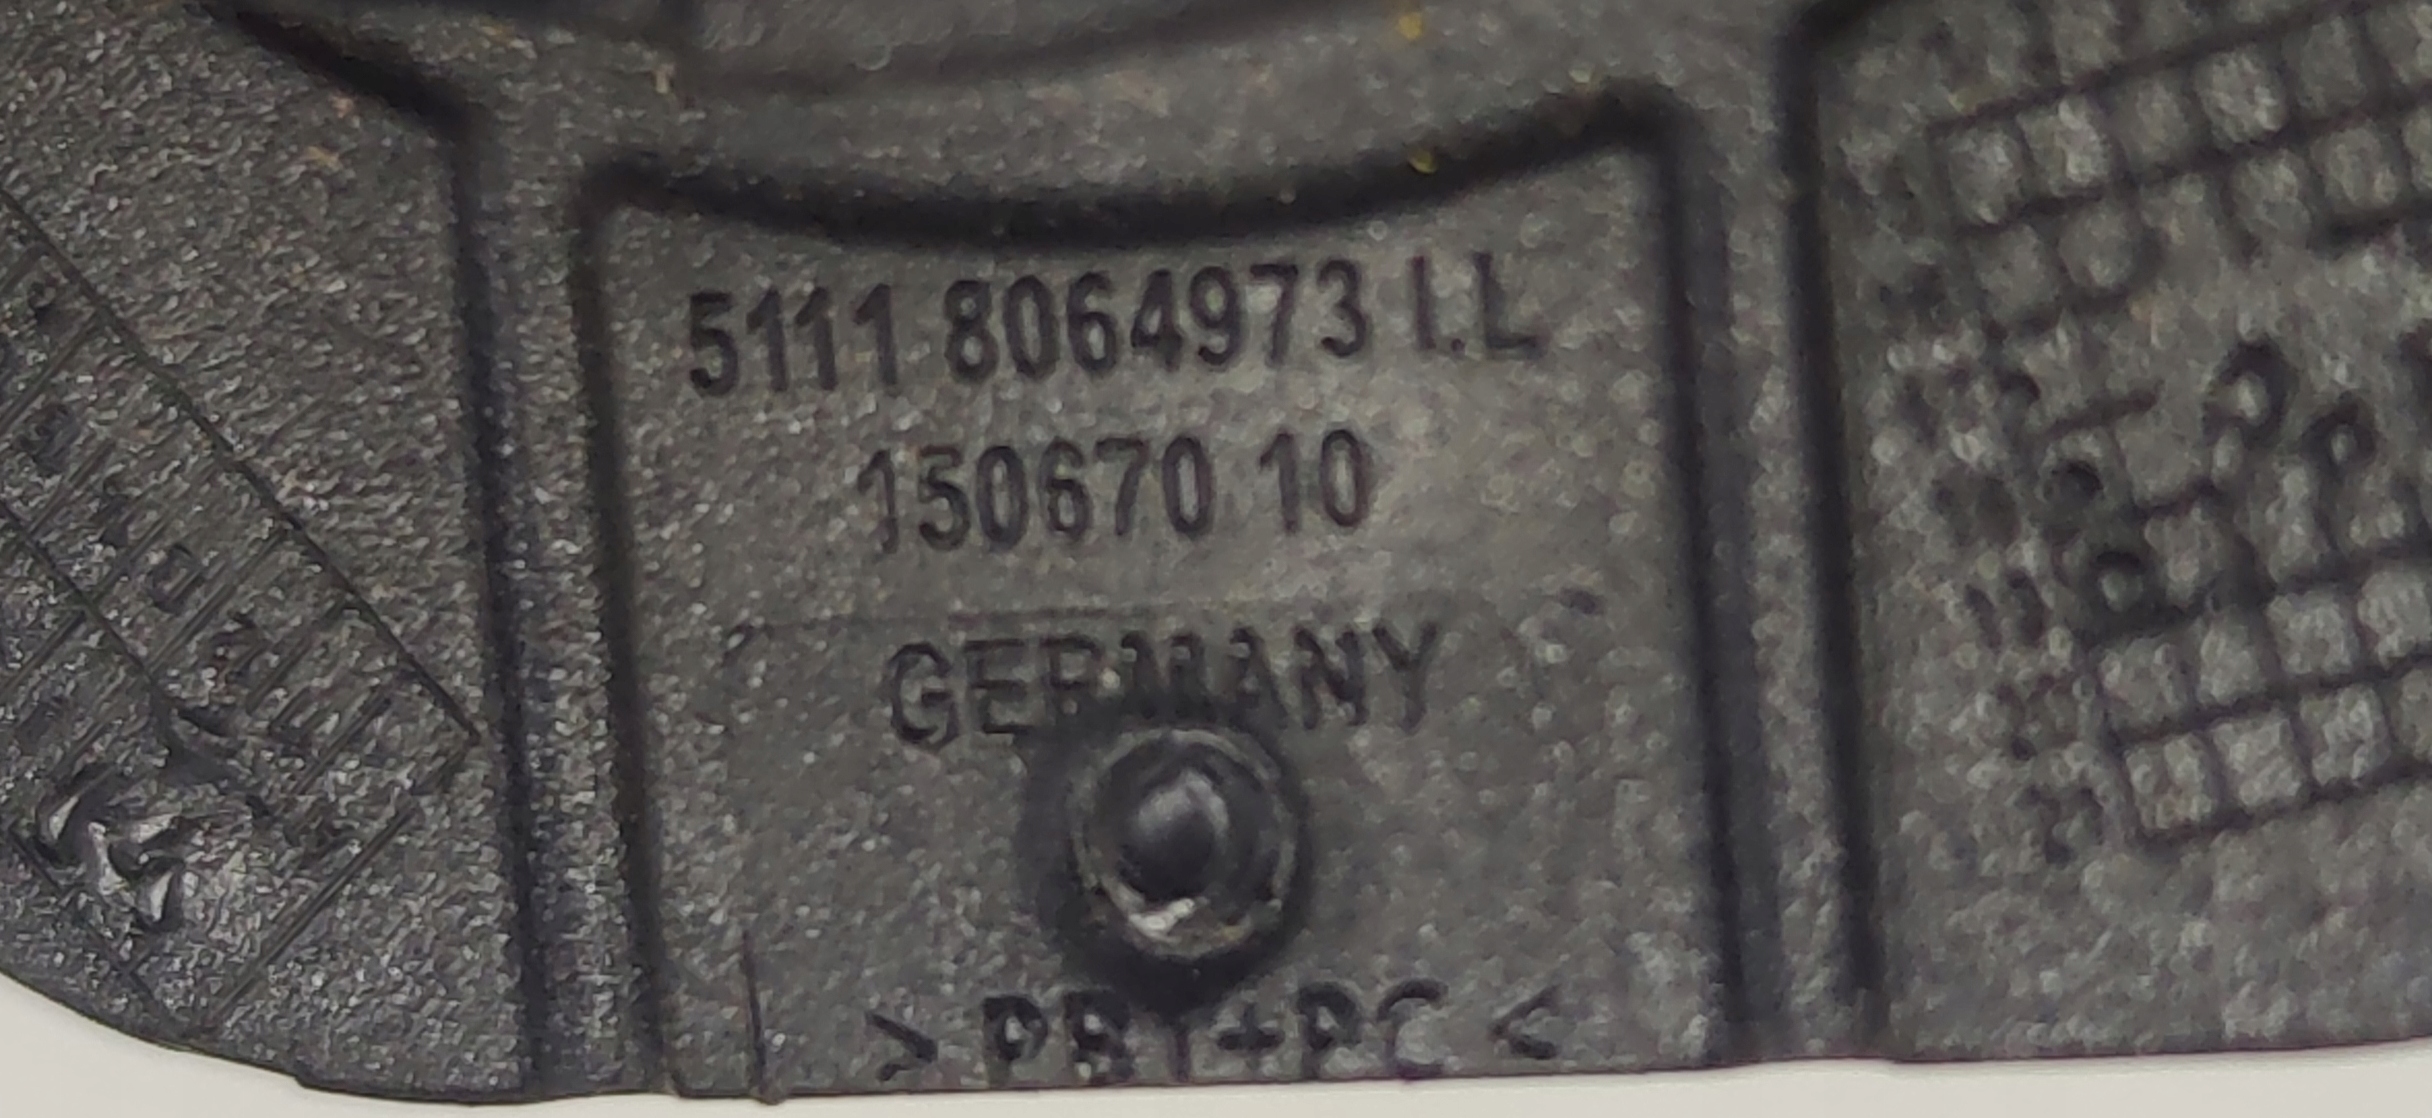 5111 8064973 I.L
150670 10
GERMANY
>PBT+PC<